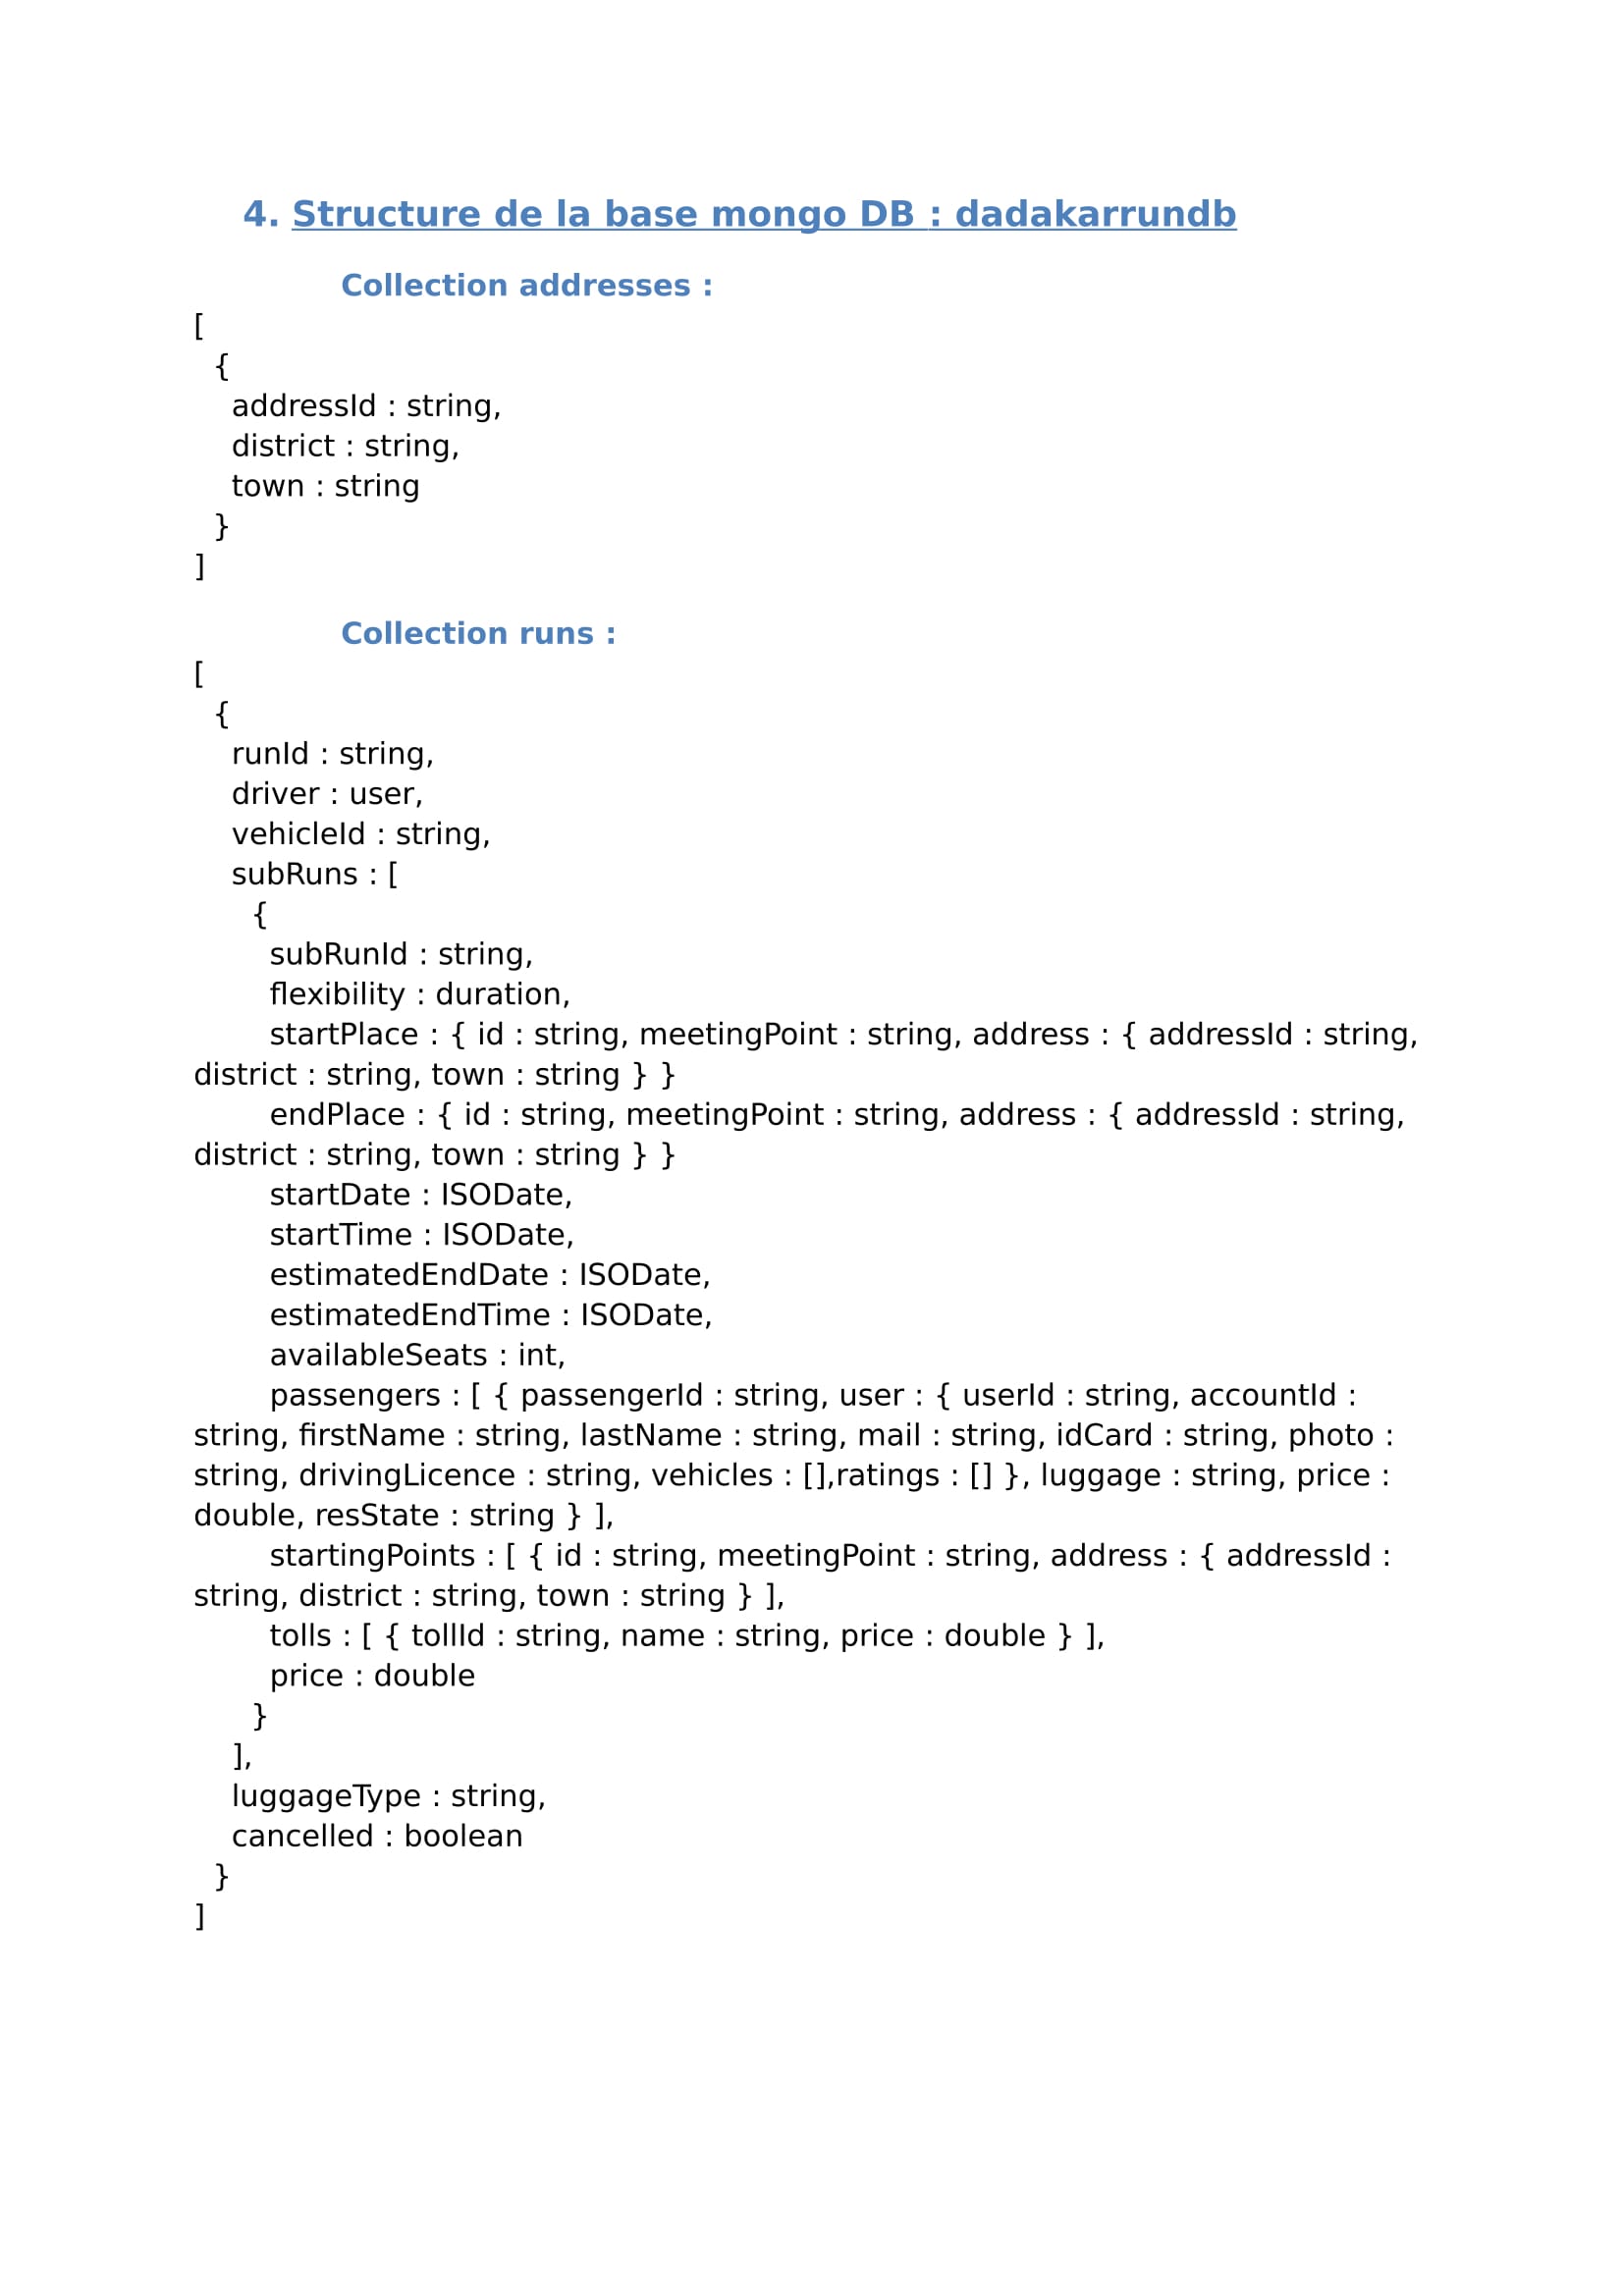 4. Structure de la base mongo DB : dadakarrundb
Collection addresses :
[
{
addressId : string,
district : string,
town : string
}
]
Collection runs :
[
{
runId : string,
driver : user,
vehicleId : string,
subRuns : [
{
subRunId : string,
flexibility : duration,
startPlace : { id : string, meetingPoint : string, address : { addressId : string,
district : string, town : string } }
endPlace : { id : string, meetingPoint : string, address : { addressId : string,
district : string, town : string } }
startDate : ISODate,
startTime : ISODate,
estimatedEndDate : ISODate,
estimatedEndTime : ISODate,
availableSeats : int,
passengers : [ { passengerId : string, user : { userId : string, accountId :
string, firstName : string, lastName : string, mail : string, idCard : string, photo :
string, drivingLicence : string, vehicles : [],ratings : [] }, luggage : string, price :
double, resState : string } ],
startingPoints : [ { id : string, meetingPoint : string, address : { addressId :
string, district : string, town : string } ],
tolls : [ { tollId : string, name : string, price : double } ],
price : double
}
],
luggageType : string,
cancelled : boolean
}
]